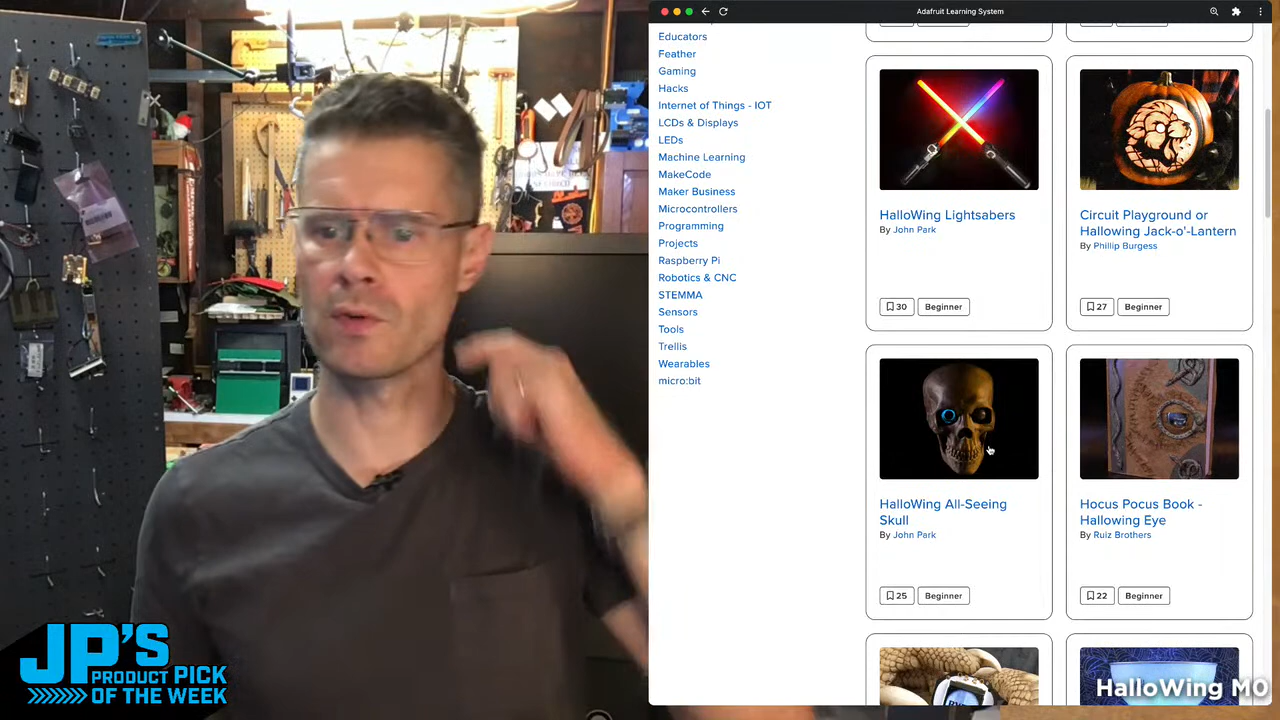 Adafruit Learning System
Educators
Feather
Gaming
Hacks
Internet of Things - IOT
LCDs & Displays
LEDs
Machine Learning
MakeCode
Maker Business
Microcontrollers
Programming
Projects
Raspberry Pi
Robotics & CNC
STEMMA
Sensors
Tools
Trellis
Wearables
micro:bit
HalloWing Lightsabers
By John Park
30 Beginner
Circuit Playground or
Hallowing Jack-o'-Lantern
By Phillip Burgess
27 Beginner
HalloWing All-Seeing
Skull
By John Park
25 Beginner
Hocus Pocus Book -
Hallowing Eye
By Ruiz Brothers
22 Beginner
JP'S
PRODUCT PICK
OF THE WEEK
HalloWing M0